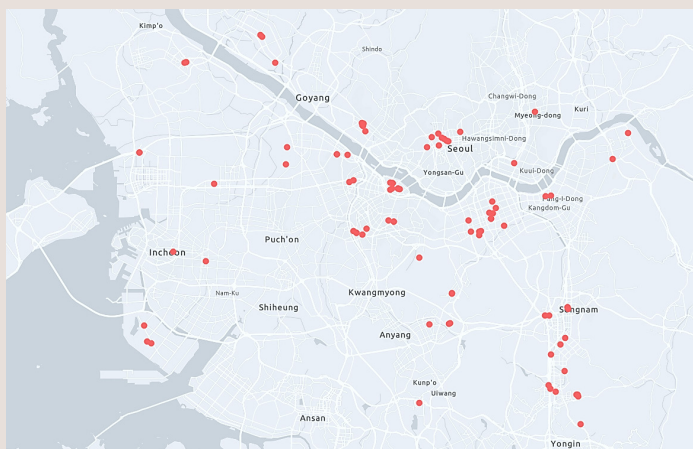 Kimp'o
Shindo
Goyang
Changwi-Dong
Myeong-dong
Kuri
Hawangsimni-Dong
Seoul
Yongsan-Gu
Kuui-Dong
Pung-I-Dong
Kangdom-Gu
Puch'on
Incheon
Nam-Ku
Kwangmyong
Shiheung
Sungnam
Anyang
Kunp'o
Uiwang
Ansan
Yongin